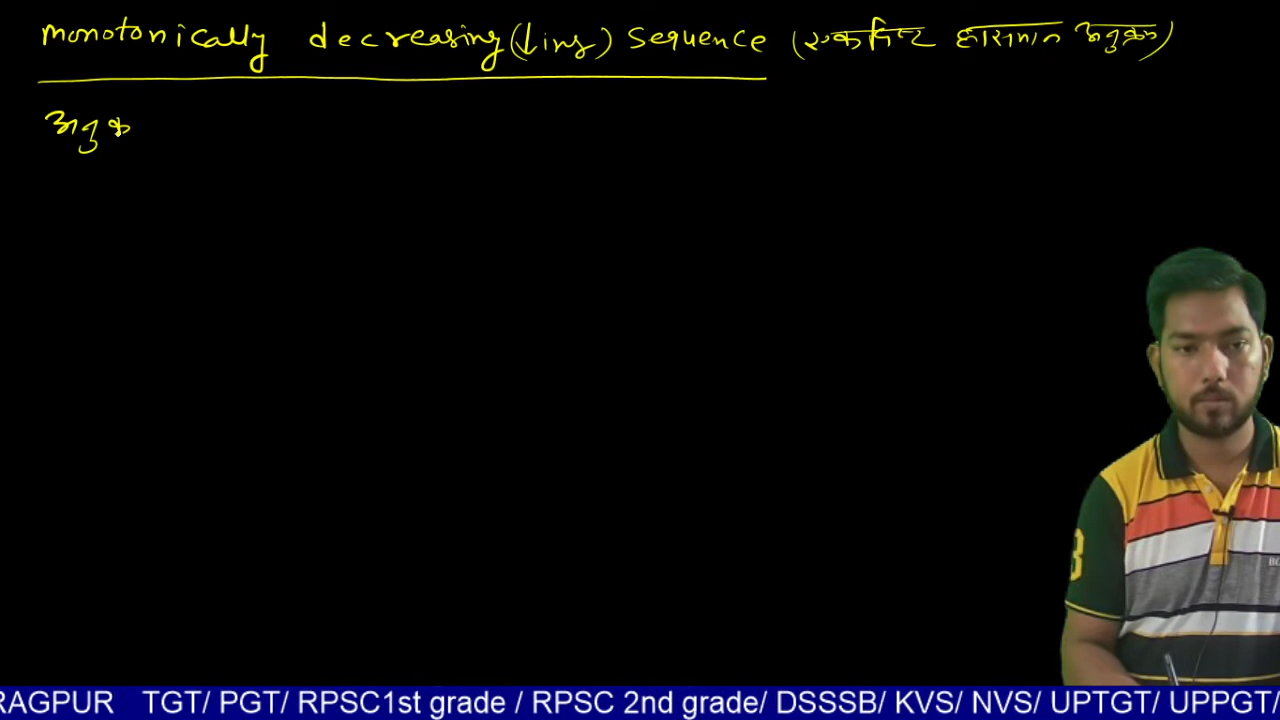 monotonically decreasing (↓ing) sequence (एकदिष्ट ह्रासमान अनुक्रम)
अनुक्र
3
RAGPUR TGT/ PGT/ RPSC1st grade / RPSC 2nd grade/ DSSSB/ KVS/ NVS/ UPTGT/ UPPGT/